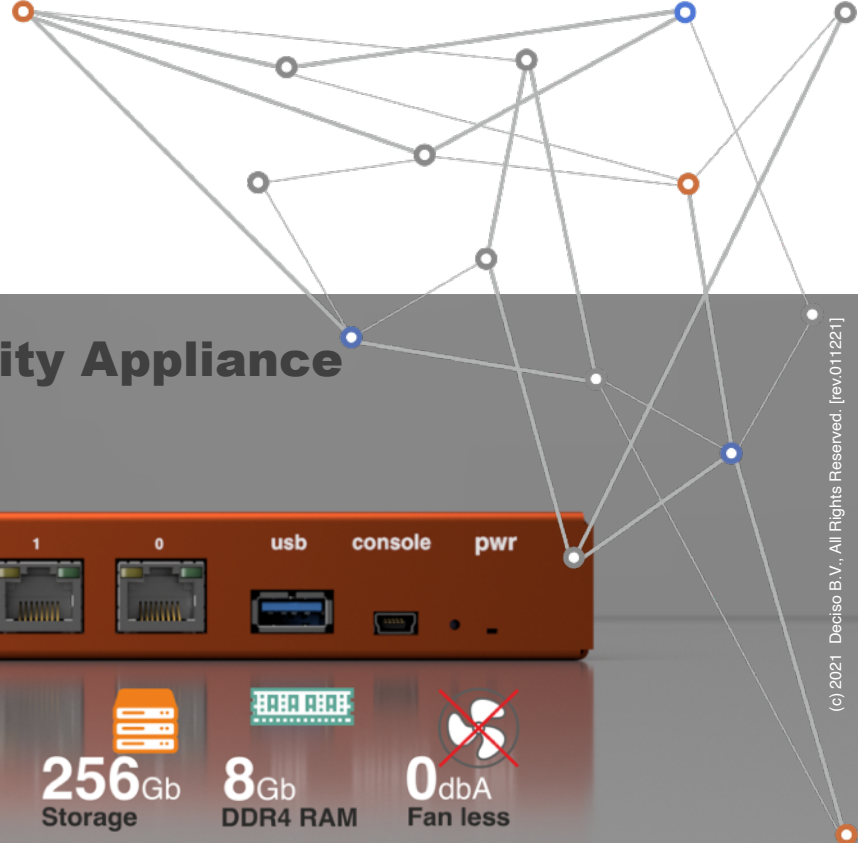 ity Appliance
1 0 usb console pwr
256Gb 8Gb 0dbA
Storage DDR4 RAM Fan less
(c) 2021 Deciso B.V., All Rights Reserved. [rev.011221]